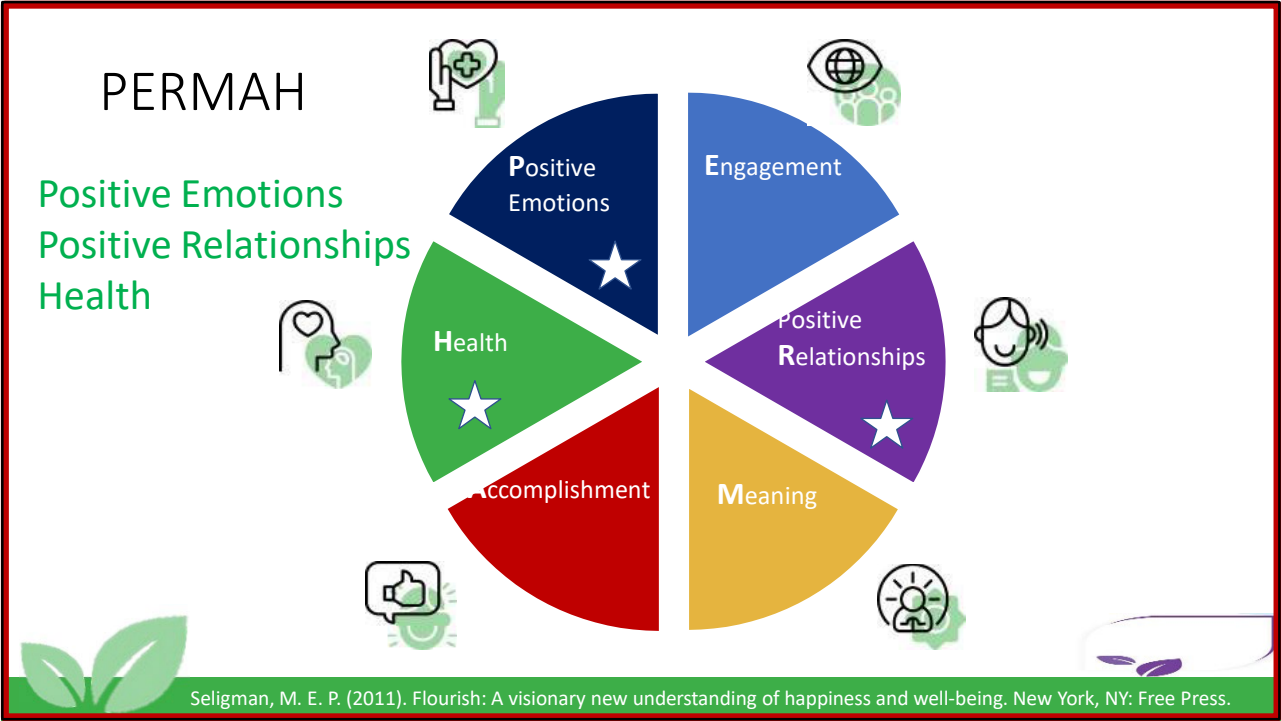 PERMAH
Positive Emotions
Positive Relationships
Health
Positive
Emotions
Engagement
Positive
Relationships
Health
Accomplishment
Meaning
Seligman, M. E. P. (2011). Flourish: A visionary new understanding of happiness and well-being. New York, NY: Free Press.